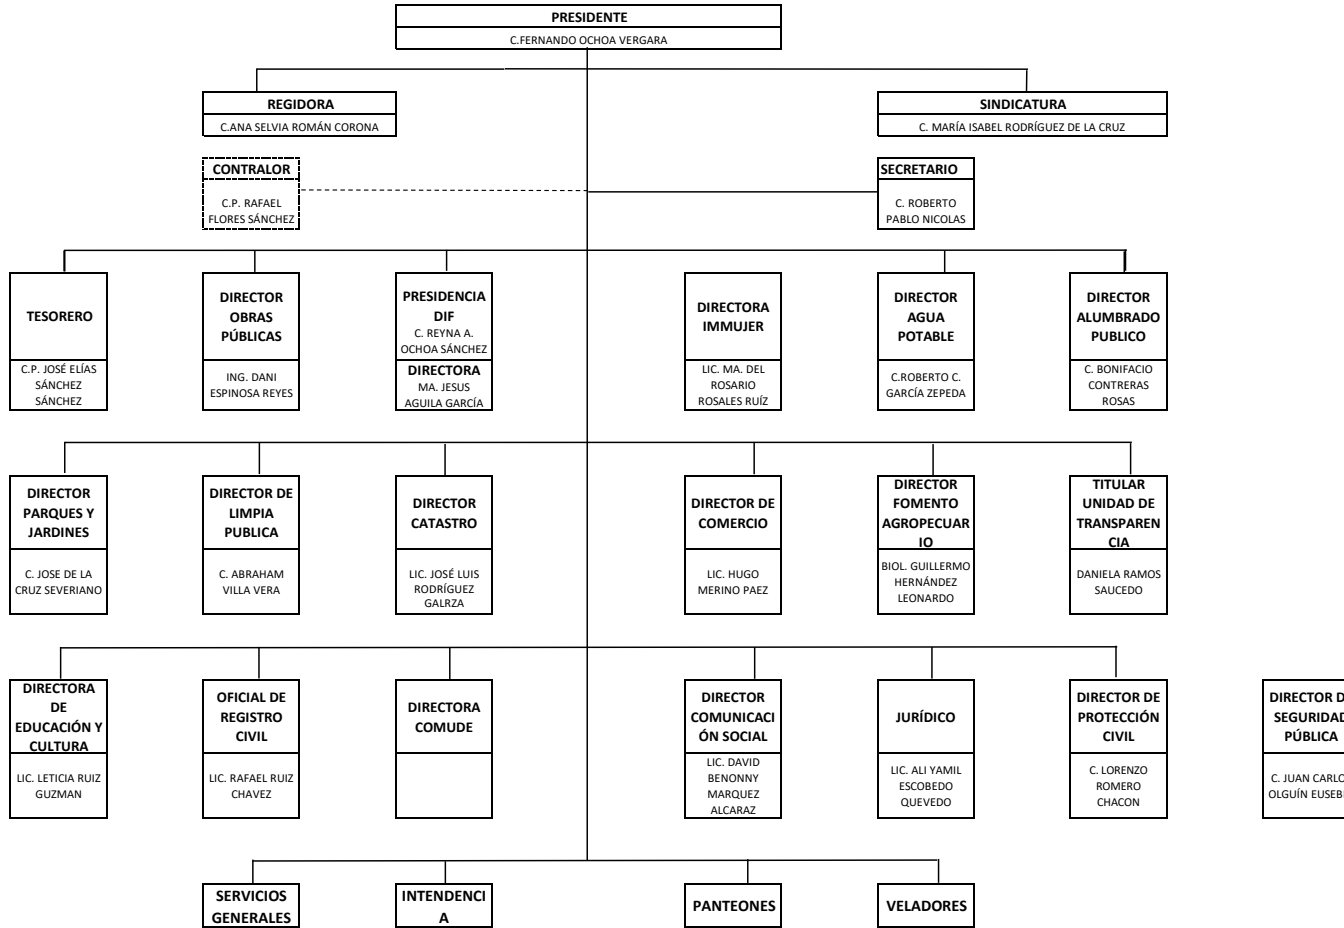 PRESIDENTE
C.FERNANDO OCHOA VERGARA
REGIDORA
C.ANA SELVIA ROMÁN CORONA
SINDICATURA
C. MARÍA ISABEL RODRÍGUEZ DE LA CRUZ
CONTRALOR
C.P. RAFAEL
FLORES SÁNCHEZ
SECRETARIO
C. ROBERTO
PABLO NICOLAS
TESORERO
C.P. JOSÉ ELÍAS
SÁNCHEZ
SÁNCHEZ
DIRECTOR
OBRAS
PÚBLICAS
ING. DANI
ESPINOSA REYES
PRESIDENCIA
DIF
C. REYNA A.
OCHOA SÁNCHEZ
DIRECTORA
MA. JESUS
AGUILA GARCÍA
DIRECTORA
IMMUJER
LIC. MA. DEL
ROSARIO
ROSALES RUÍZ
DIRECTOR
AGUA
POTABLE
C.ROBERTO C.
GARCÍA ZEPEDA
DIRECTOR
ALUMBRADO
PUBLICO
C. BONIFACIO
CONTRERAS
ROSAS
DIRECTOR
PARQUES Y
JARDINES
C. JOSE DE LA
CRUZ SEVERIANO
DIRECTOR DE
LIMPIA
PUBLICA
C. ABRAHAM
VILLA VERA
DIRECTOR
CATASTRO
LIC. JOSÉ LUIS
RODRÍGUEZ
GALRZA
DIRECTOR DE
COMERCIO
LIC. HUGO
MERINO PAEZ
DIRECTOR
FOMENTO
AGROPECUAR
IO
BIOL. GUILLERMO
HERNÁNDEZ
LEONARDO
TITULAR
UNIDAD DE
TRANSPAREN
CIA
DANIELA RAMOS
SAUCEDO
DIRECTORA
DE
EDUCACIÓN Y
CULTURA
LIC. LETICIA RUIZ
GUZMAN
OFICIAL DE
REGISTRO
CIVIL
LIC. RAFAEL RUIZ
CHAVEZ
DIRECTORA
COMUDE
DIRECTOR
COMUNICACI
ÓN SOCIAL
LIC. DAVID
BENONNY
MARQUEZ
ALCARAZ
JURÍDICO
LIC. ALI YAMIL
ESCOBEDO
QUEVEDO
DIRECTOR DE
PROTECCIÓN
CIVIL
C. LORENZO
ROMERO
CHACON
DIRECTOR
SEGURIDAD
PÚBLICA
C. JUAN
OLGUÍN
SERVICIOS
GENERALES
INTENDENCI
A
PANTEONES
VELADORES